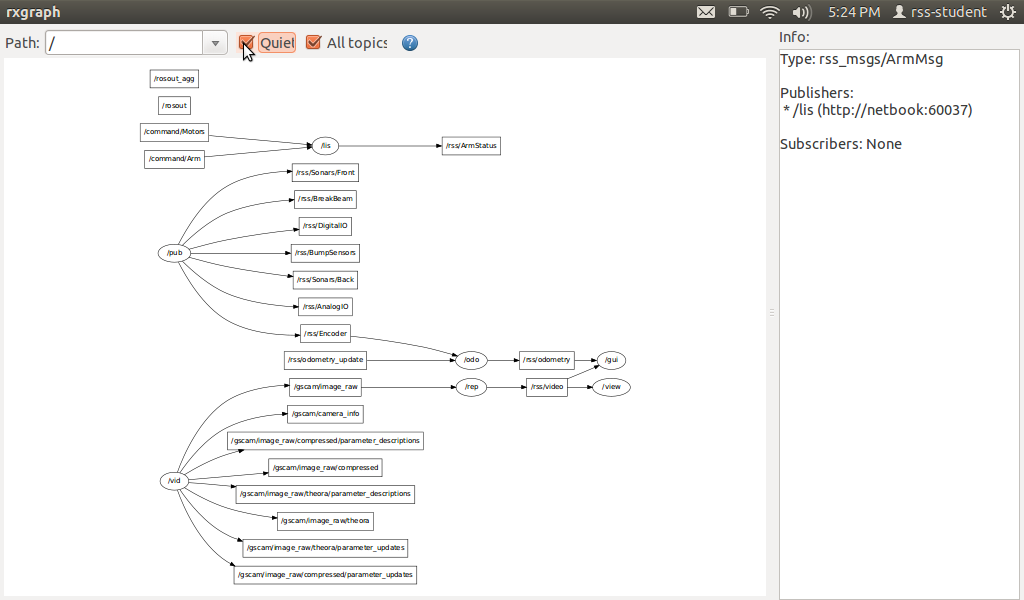 rxgraph
5:24 PM
rss-student
Path:
/
Quiet
All topics
Info:
Type: rss_msgs/ArmMsg
Publishers:
* /lis (http://netbook:60037)
Subscribers: None
/rosout_agg
/rosout
/command/Motors
/command/Arm
/lis
/rss/ArmStatus
/rss/Sonars/Front
/rss/BreakBeam
/rss/DigitalIO
/pub
/rss/BumpSensors
/rss/Sonars/Back
/rss/AnalogIO
/rss/Encoder
/rss/odometry_update
/odo
/rss/odometry
/gui
/gscam/image_raw
/rep
/rss/video
/view
/gscam/camera_info
/gscam/image_raw/compressed/parameter_descriptions
/gscam/image_raw/compressed
/vid
/gscam/image_raw/theora/parameter_descriptions
/gscam/image_raw/theora
/gscam/image_raw/theora/parameter_updates
/gscam/image_raw/compressed/parameter_updates